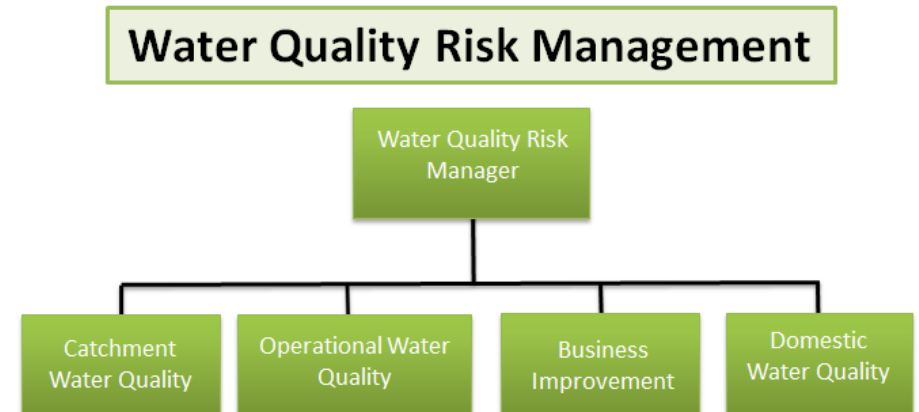 Water Quality Risk Management
Water Quality Risk
Manager
Catchment
Water Quality
Operational Water
Quality
Business
Improvement
Domestic
Water Quality